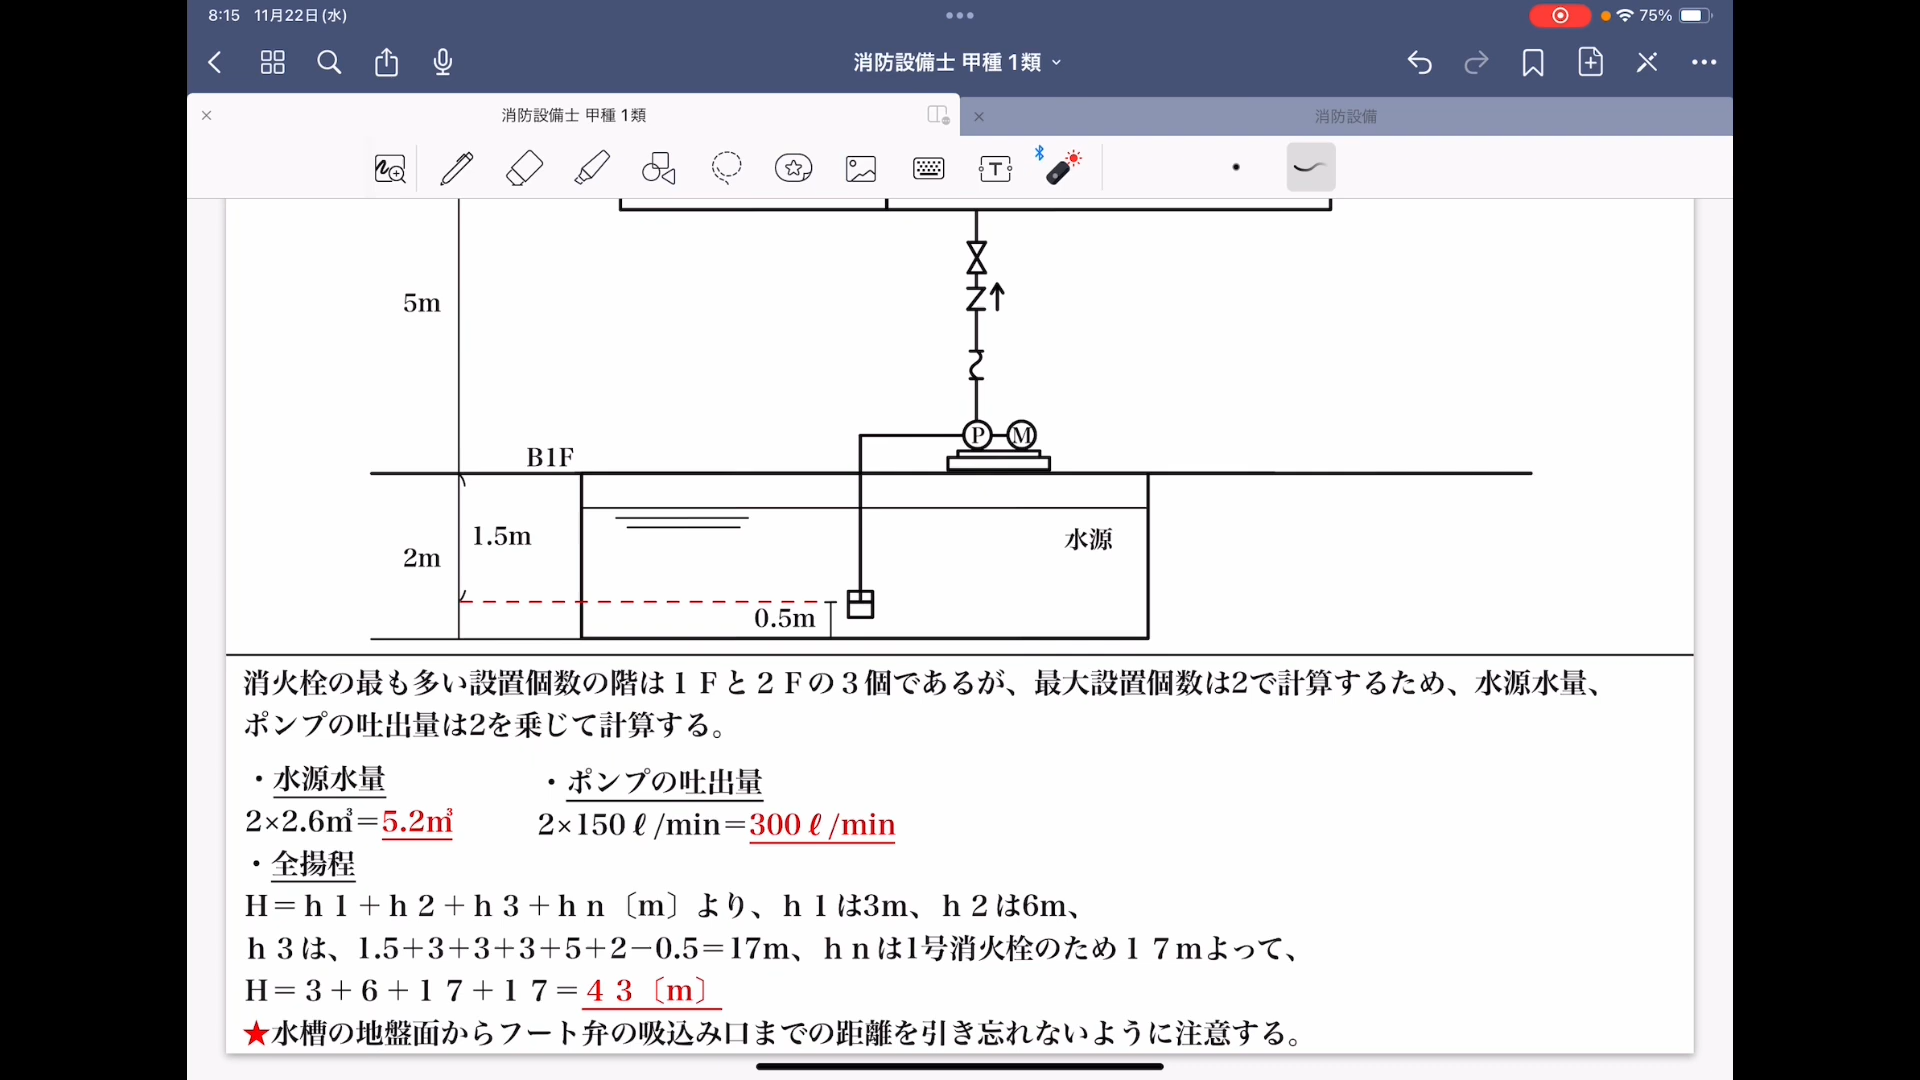 8:15 11月22日(水)
75%
消防設備士 甲種 1類
消防設備士 甲種 1類
消防設備
T
5m
P M
B1F
1.5m
2m
水源
0.5m
消火栓の最も多い設置個数の階は１Ｆと２Ｆの３個であるが、最大設置個数は2で計算するため、水源水量、
ポンプの吐出量は2を乗じて計算する。
・水源水量 ・ポンプの吐出量
2×2.6㎥＝5.2㎥ 2×150ℓ/min＝300ℓ/min
・全揚程
Ｈ＝ｈ１＋ｈ２＋ｈ３＋ｈｎ〔m〕より、ｈ１は3m、ｈ２は6m、
ｈ３は、1.5＋3＋3＋3＋5＋2－0.5＝17m、ｈｎは1号消火栓のため１７ｍよって、
Ｈ＝３＋６＋１７＋１７＝４３〔m〕
★水槽の地盤面からフート弁の吸込み口までの距離を引き忘れないように注意する。